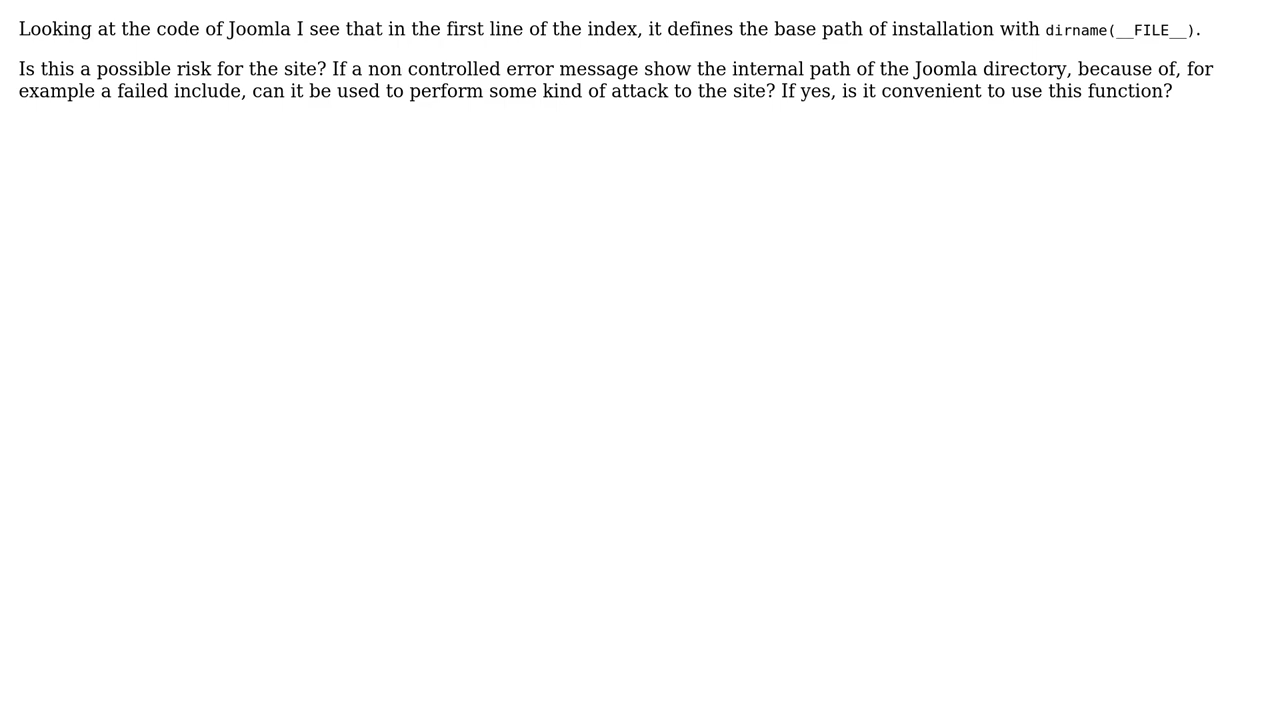 Looking at the code of Joomla I see that in the first line of the index, it defines the base path of installation with dirname(__FILE__).
Is this a possible risk for the site? If a non controlled error message show the internal path of the Joomla directory, because of, for
example a failed include, can it be used to perform some kind of attack to the site? If yes, is it convenient to use this function?